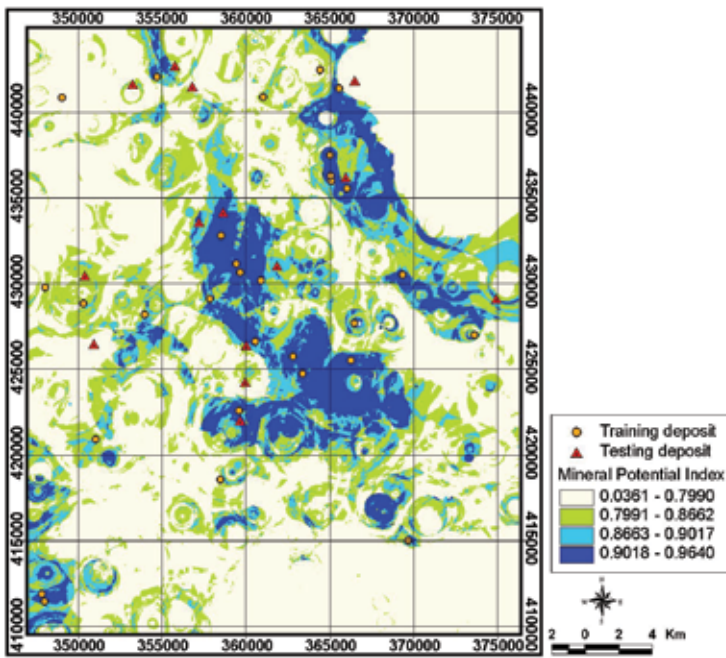 350000 355000 360000 365000 370000 375000
440000 440000
435000 435000
430000 430000
425000 425000
420000 420000
415000 415000
410000 410000
350000 355000 360000 365000 370000 375000
Training deposit
Testing deposit
Mineral Potential Index
0.0361 - 0.7990
0.7991 - 0.8662
0.8663 - 0.9017
0.9018 - 0.9640
2 0 2 4 Km